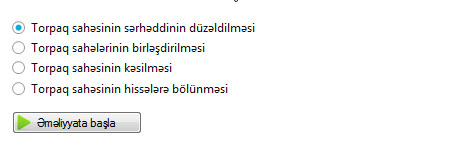 Torpaq sahəsinin sərhəddinin düzəldilməsi
Torpaq sahələrinin birləşdirilməsi
Torpaq sahəsinin kəsilməsi
Torpaq sahəsinin hissələrə bölünməsi
Əməliyyata başla